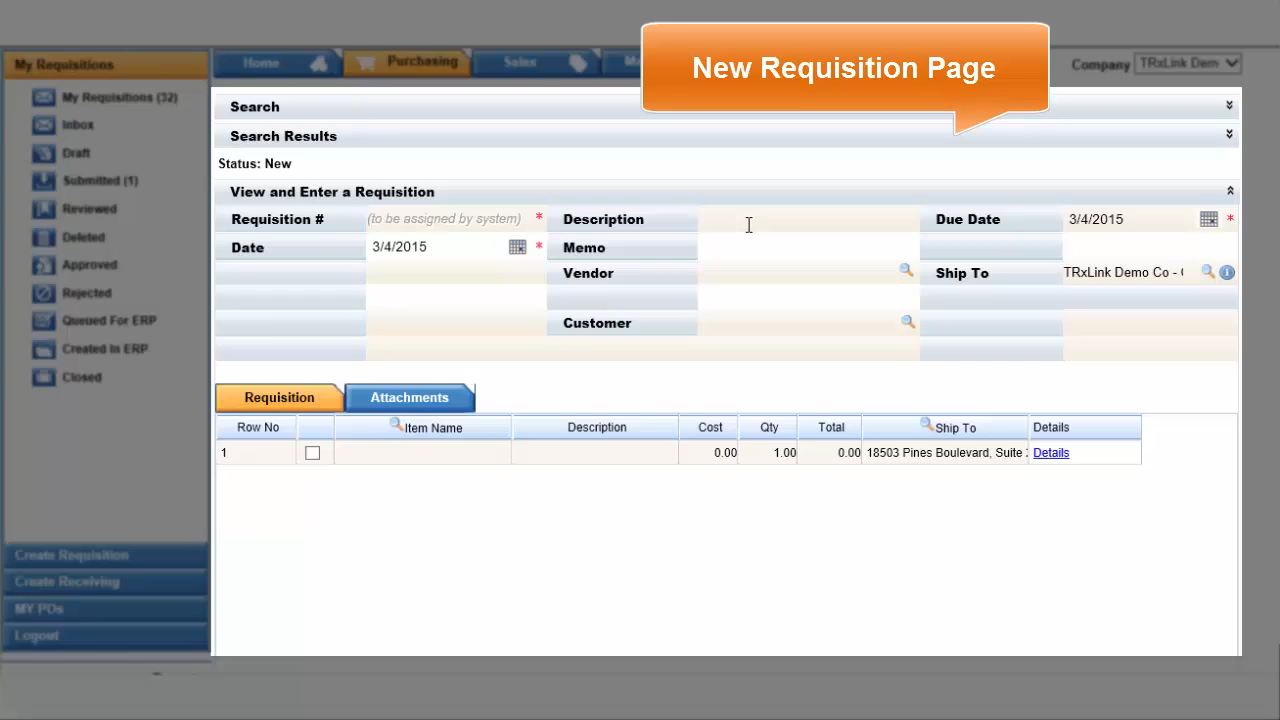 New Requisition Page
My Requisitions
Home
Purchasing
Sales
Company
TRxLink Dem
My Requisitions (32)
Inbox
Draft
Submitted (1)
Reviewed
Deleted
Approved
Rejected
Queued For ERP
Created In ERP
Closed
Create Requisition
Create Receiving
MY POs
Logout
Search
Search Results
Status: New
View and Enter a Requisition
Requisition # (to be assigned by system) * Description Due Date 3/4/2015 *
Date 3/4/2015 * Memo
Vendor Ship To TRxLink Demo Co - (
Customer
Requisition Attachments
Row No Item Name Description Cost Qty Total Ship To Details
1 0.00 1.00 0.00 18503 Pines Boulevard, Suite Details